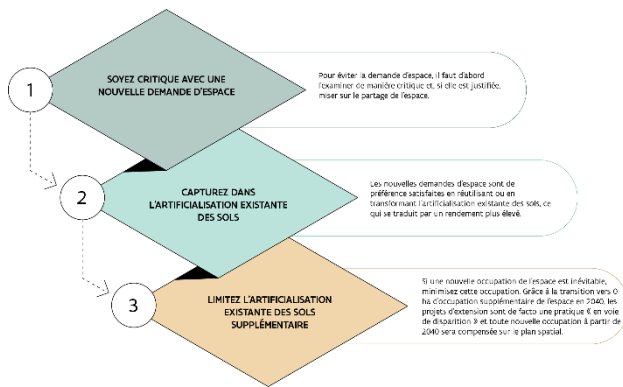 1
SOYEZ CRITIQUE AVEC UNE
NOUVELLE DEMANDE D'ESPACE
Pour éviter la demande d'espace, il faut d'abord
l'examiner de manière critique et, si elle est justifiée,
miser sur le partage de l'espace.
2
CAPTUREZ DANS
L'ARTIFICIALISATION EXISTANTE
DES SOLS
Les nouvelles demandes d'espace sont de
préférence satisfaites en réutilisant ou en
transformant l'artificialisation existante des sols, ce
qui se traduit par un rendement plus élevé.
3
LIMITEZ L'ARTIFICIALISATION
EXISTANTE DES SOLS
SUPPLÉMENTAIRE
Si une nouvelle occupation de l'espace est inévitable,
minimisez cette occupation. Grâce à la transition vers 0
ha d'occupation supplémentaire de l'espace en 2040, les
projets d'extension sont de facto une pratique « en voie
de disparition » et toute nouvelle occupation à partir de
2040 sera compensée sur le plan spatial.